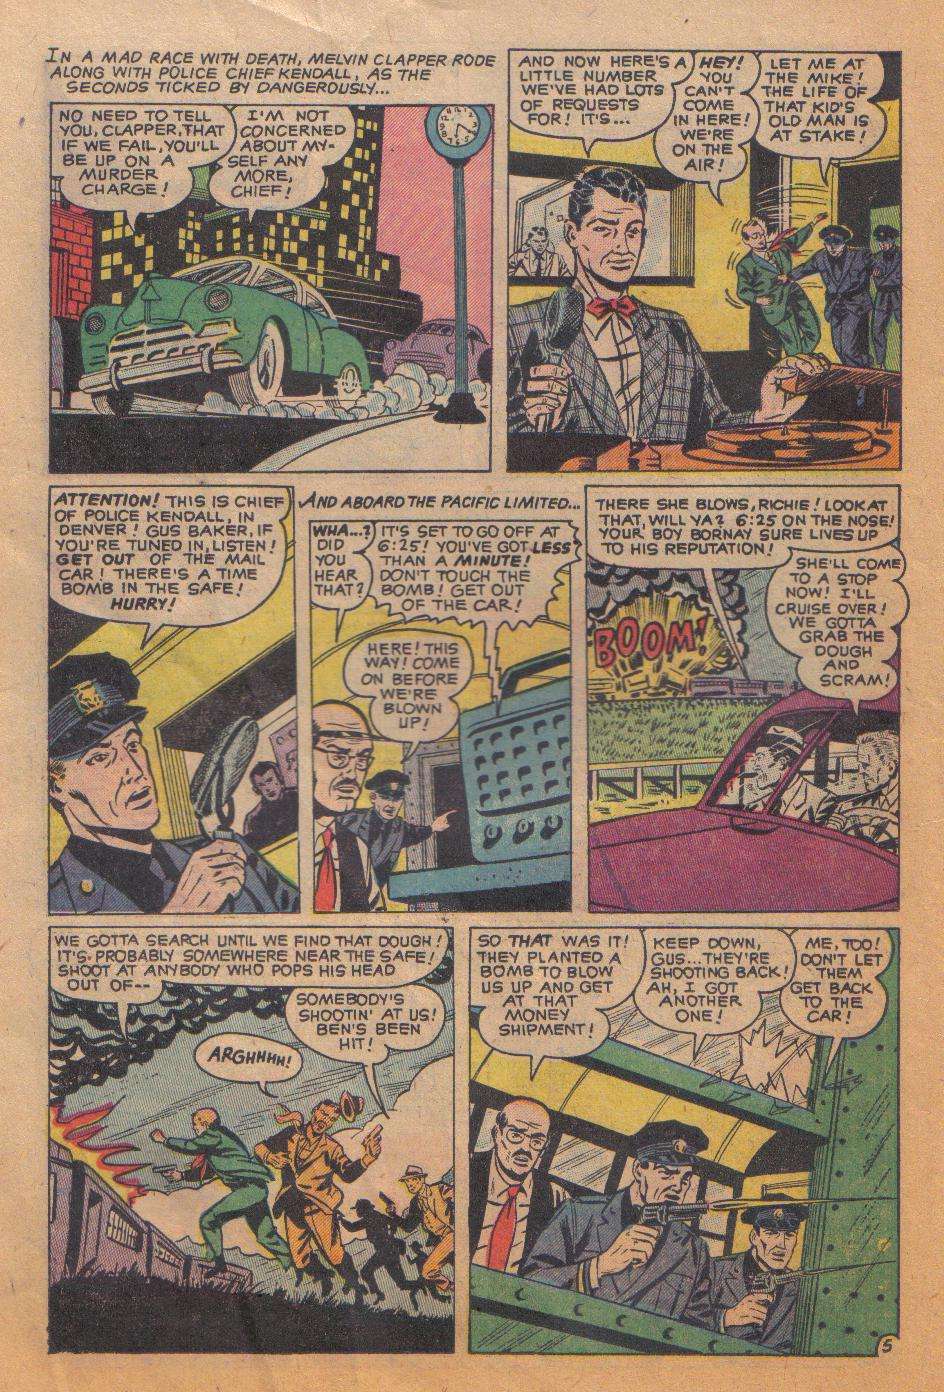 IN A MAD RACE WITH DEATH, MELVIN CLAPPER RODE
ALONG WITH POLICE CHIEF KENDALL, AS THE
SECONDS TICKED BY DANGEROUSLY...
NO NEED TO TELL
YOU, CLAPPER, THAT
IF WE FAIL, YOU'LL
BE UP ON A
MURDER
CHARGE!
I'M NOT
CONCERNED
ABOUT MY-
SELF ANY
MORE,
CHIEF!
AND NOW HERE'S A
LITTLE NUMBER
WE'VE HAD LOTS
OF REQUESTS
FOR! IT'S...
HEY!
YOU
CAN'T
COME
IN HERE!
WE'RE
ON THE
AIR!
LET ME AT
THE MIKE!
THE LIFE OF
THAT KID'S
OLD MAN IS
AT STAKE!
ATTENTION! THIS IS CHIEF
OF POLICE KENDALL, IN
DENVER! GUS BAKER, IF
YOU'RE TUNED IN, LISTEN!
GET OUT OF THE MAIL
CAR! THERE'S A TIME
BOMB IN THE SAFE!
HURRY!
AND ABOARD THE PACIFIC LIMITED...
WHA...?
DID
YOU
HEAR
THAT?
IT'S SET TO GO OFF AT
6:25! YOU'VE GOT LESS
THAN A MINUTE!
DON'T TOUCH THE
BOMB! GET OUT
OF THE CAR!
HERE! THIS
WAY! COME
ON BEFORE
WE'RE
BLOWN
UP!
THERE SHE BLOWS, RICHIE! LOOK AT
THAT, WILL YA? 6:25 ON THE NOSE!
YOUR BOY BORNAY SURE LIVES UP
TO HIS REPUTATION!
SHE'LL COME
TO A STOP
NOW! I'LL
CRUISE OVER!
WE GOTTA
GRAB THE
DOUGH
AND
SCRAM!
BOOM!
WE GOTTA SEARCH UNTIL WE FIND THAT DOUGH!
IT'S PROBABLY SOMEWHERE NEAR THE SAFE!
SHOOT AT ANYBODY WHO POPS HIS HEAD
OUT OF--
ARGHHHH!
SOMEBODY'S
SHOOTIN' AT US!
BEN'S BEEN
HIT!
SO THAT WAS IT!
THEY PLANTED A
BOMB TO BLOW
US UP AND GET
AT THAT
MONEY
SHIPMENT!
KEEP DOWN,
GUS...THEY'RE
SHOOTING BACK!
AH, I GOT
ANOTHER
ONE!
ME, TOO!
DON'T LET
THEM
GET BACK
TO THE
CAR!
5